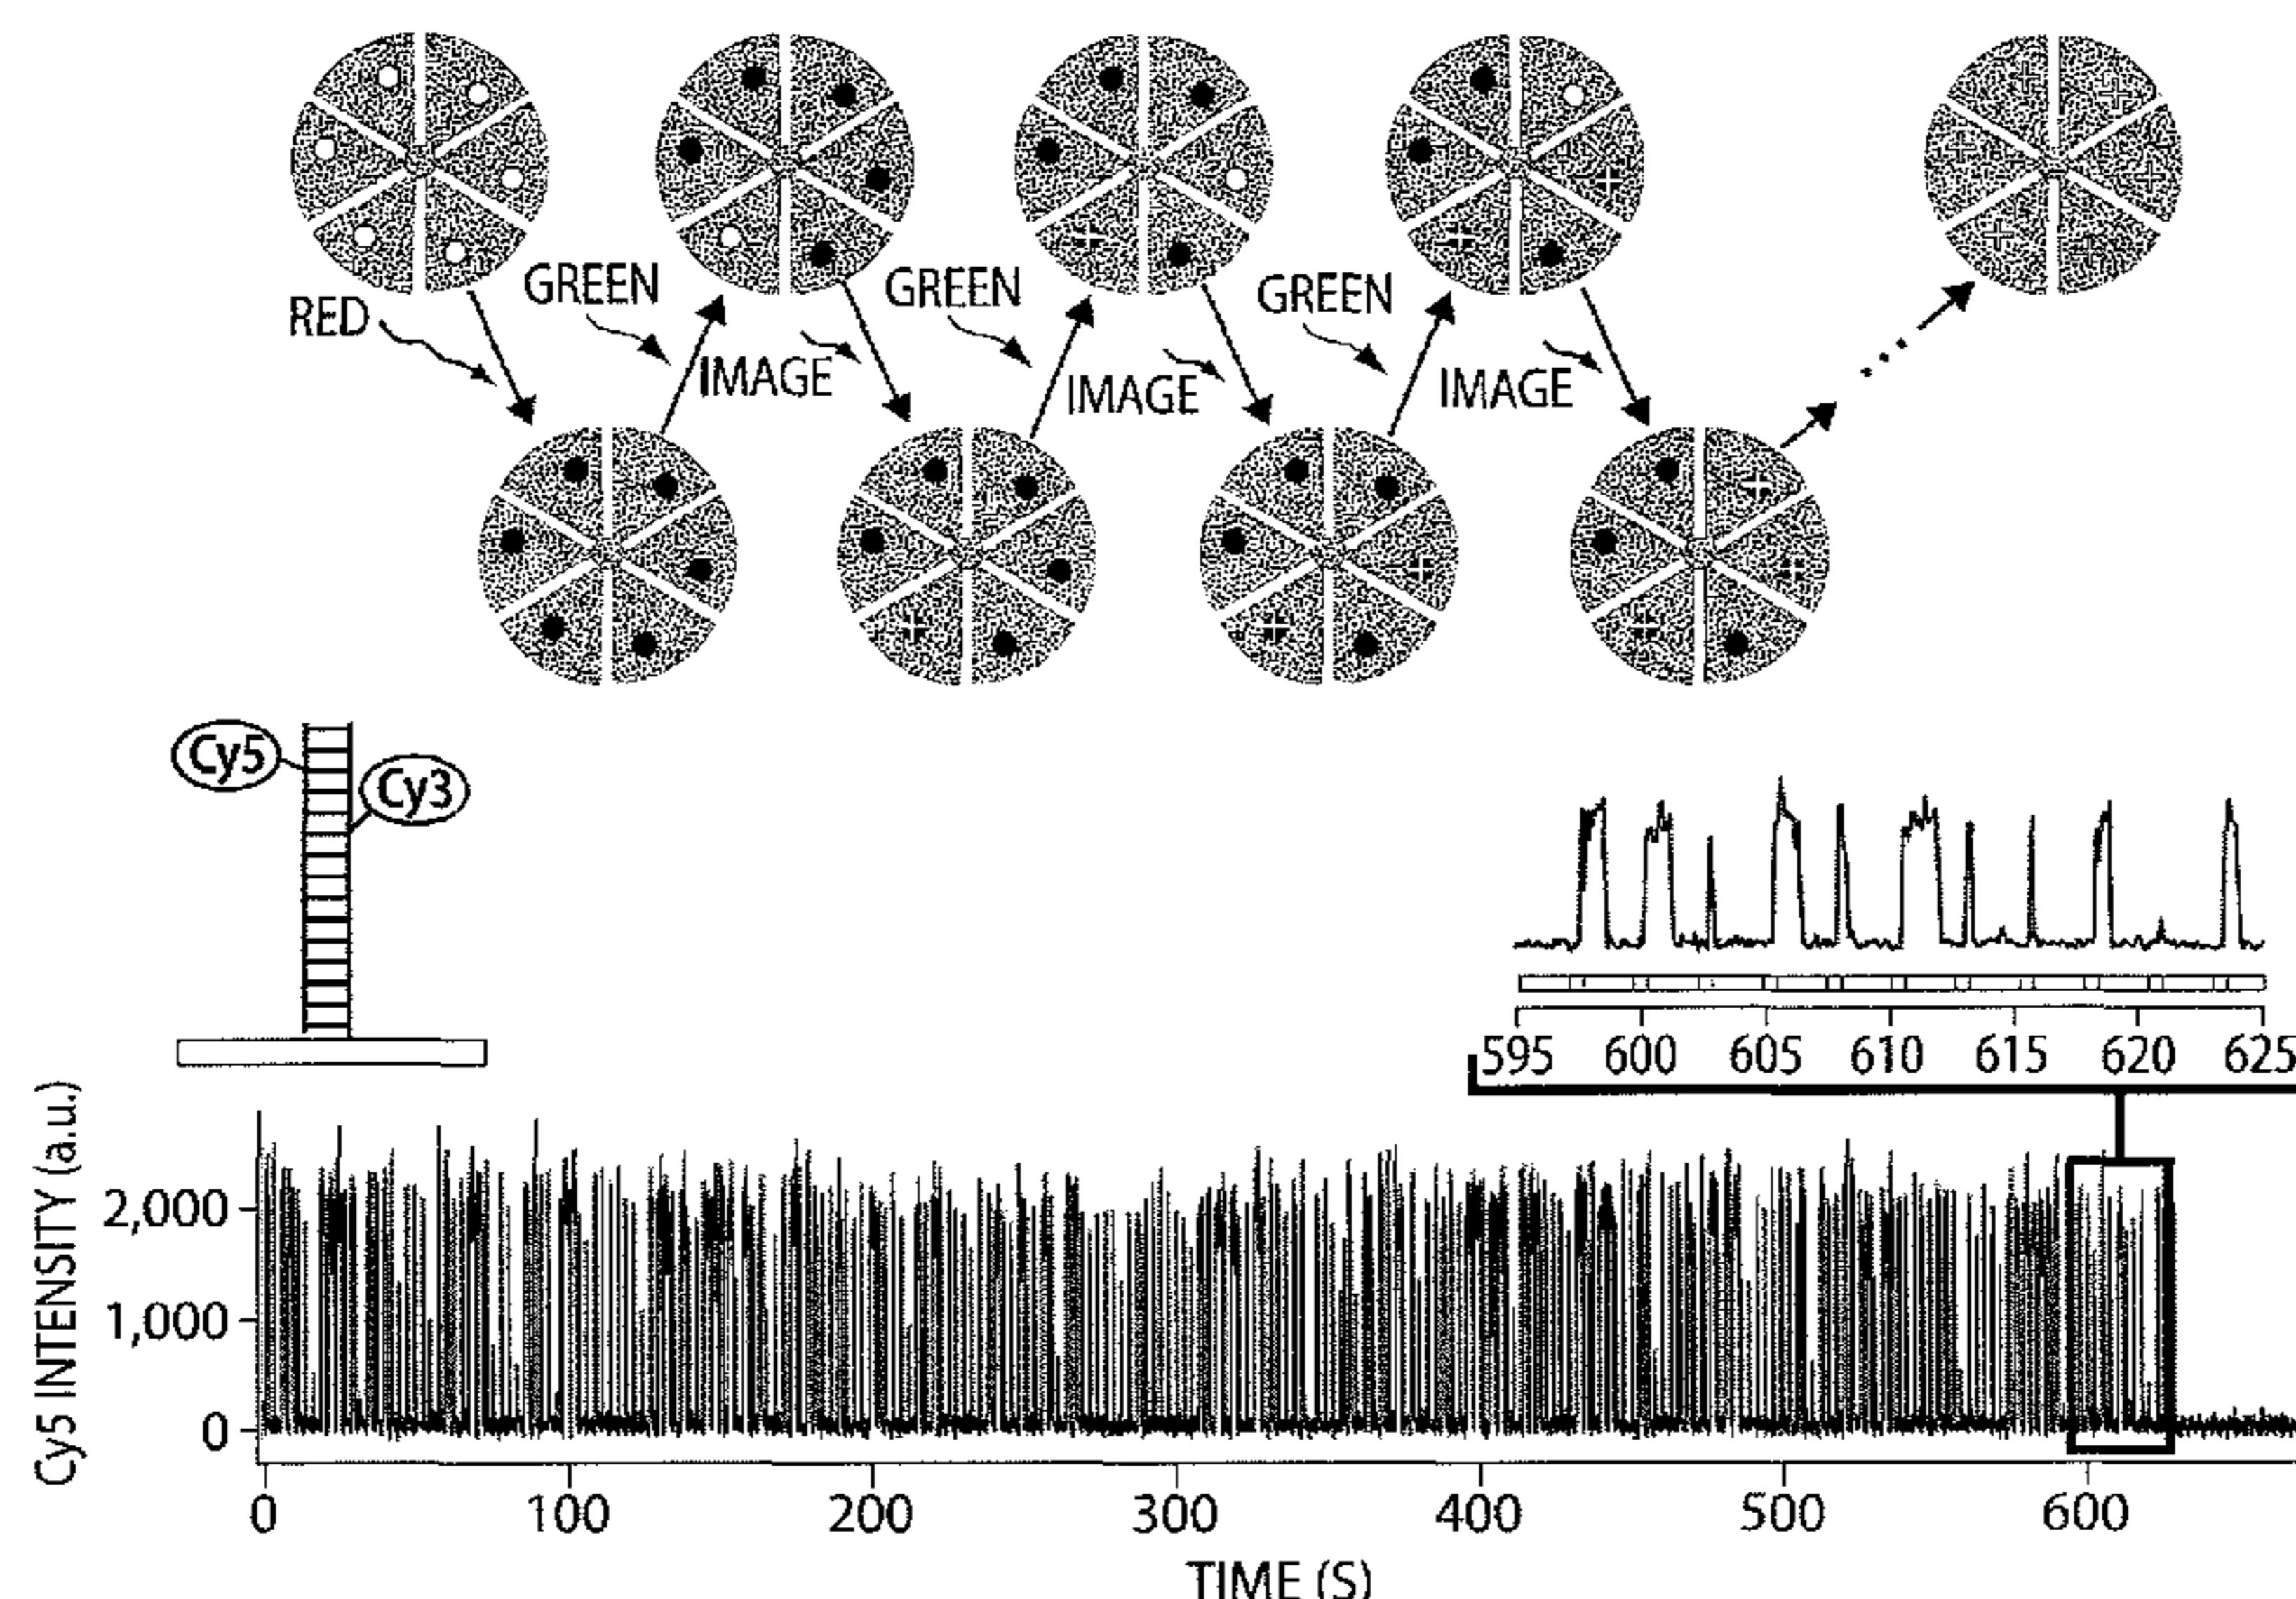 GREEN
GREEN
GREEN
RED
IMAGE
IMAGE
IMAGE
Cy5
Cy3
595 600 605 610 615 620 625
Cy5 INTENSITY (a.u.)
2,000
1,000
0
0 100 200 300 400 500 600
TIME (S)